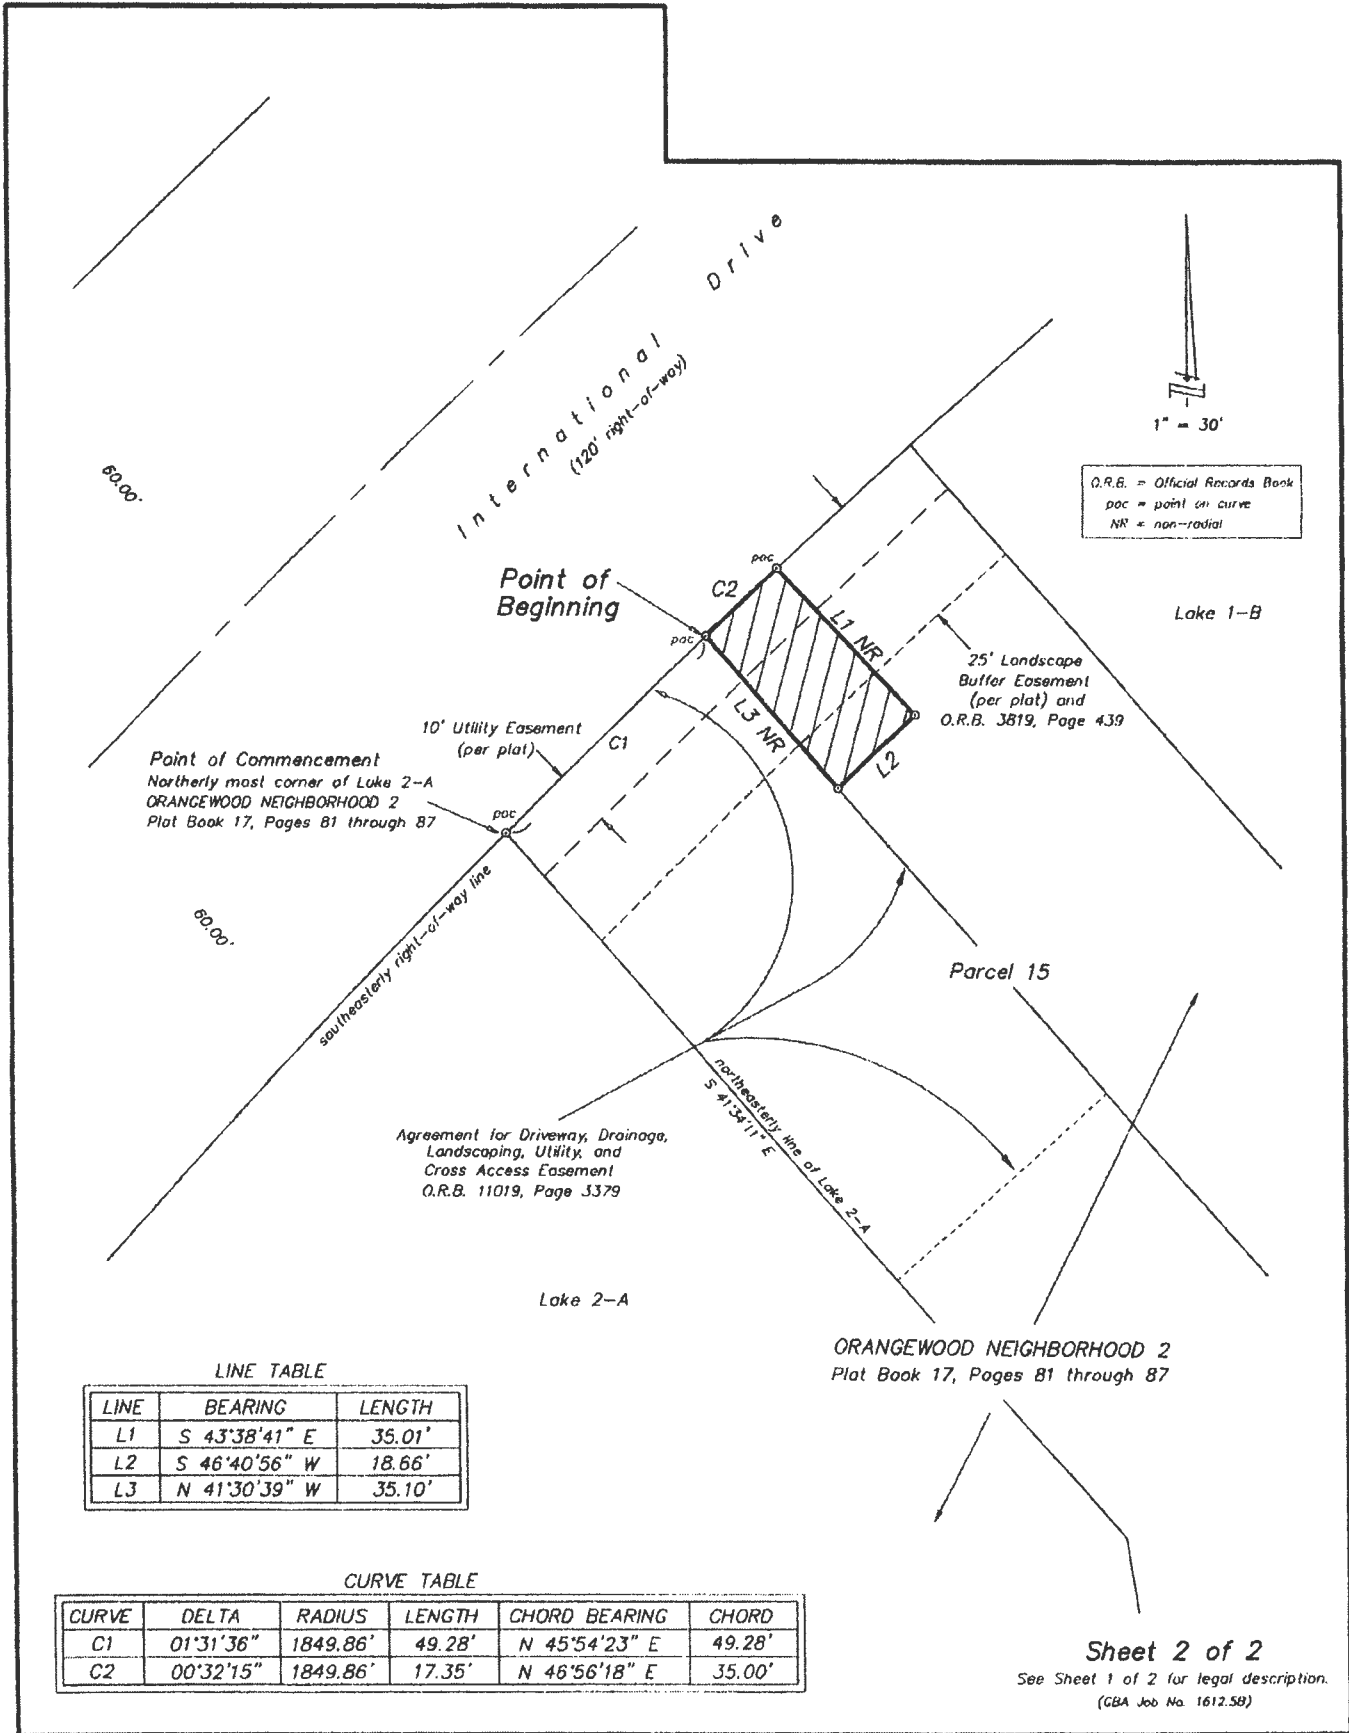 International Drive
(120' right-of-way)
1" = 30'
60.00'
O.R.B. = Official Records Book
poc = point on curve
NR = non-radial
poc
Point of
Beginning
C2
L1 NR
Lake 1-B
poc
25' Landscape
Buffer Easement
(per plat) and
O.R.B. 3819, Page 439
L3 NR
10' Utility Easement
(per plat)
C1
L2
Point of Commencement
Northerly most corner of Lake 2-A
ORANGEWOOD NEIGHBORHOOD 2
Plat Book 17, Pages 81 through 87
poc
60.00'
southeasterly right-of-way line
Parcel 15
northeasterly line of Lake 2-A
S 41°34'11" E
Agreement for Driveway, Drainage,
Landscaping, Utility, and
Cross Access Easement
O.R.B. 11019, Page 3379
Lake 2-A
ORANGEWOOD NEIGHBORHOOD 2
Plat Book 17, Pages 81 through 87
LINE TABLE
LINE BEARING LENGTH
L1 S 43°38'41" E 35.01'
L2 S 46°40'56" W 18.66'
L3 N 41°30'39" W 35.10'
CURVE TABLE
CURVE DELTA RADIUS LENGTH CHORD BEARING CHORD
C1 01°31'36" 1849.86' 49.28' N 45°54'23" E 49.28'
C2 00°32'15" 1849.86' 17.35' N 46°56'18" E 35.00'
Sheet 2 of 2
See Sheet 1 of 2 for legal description.
(GBA Job No. 1612.5B)